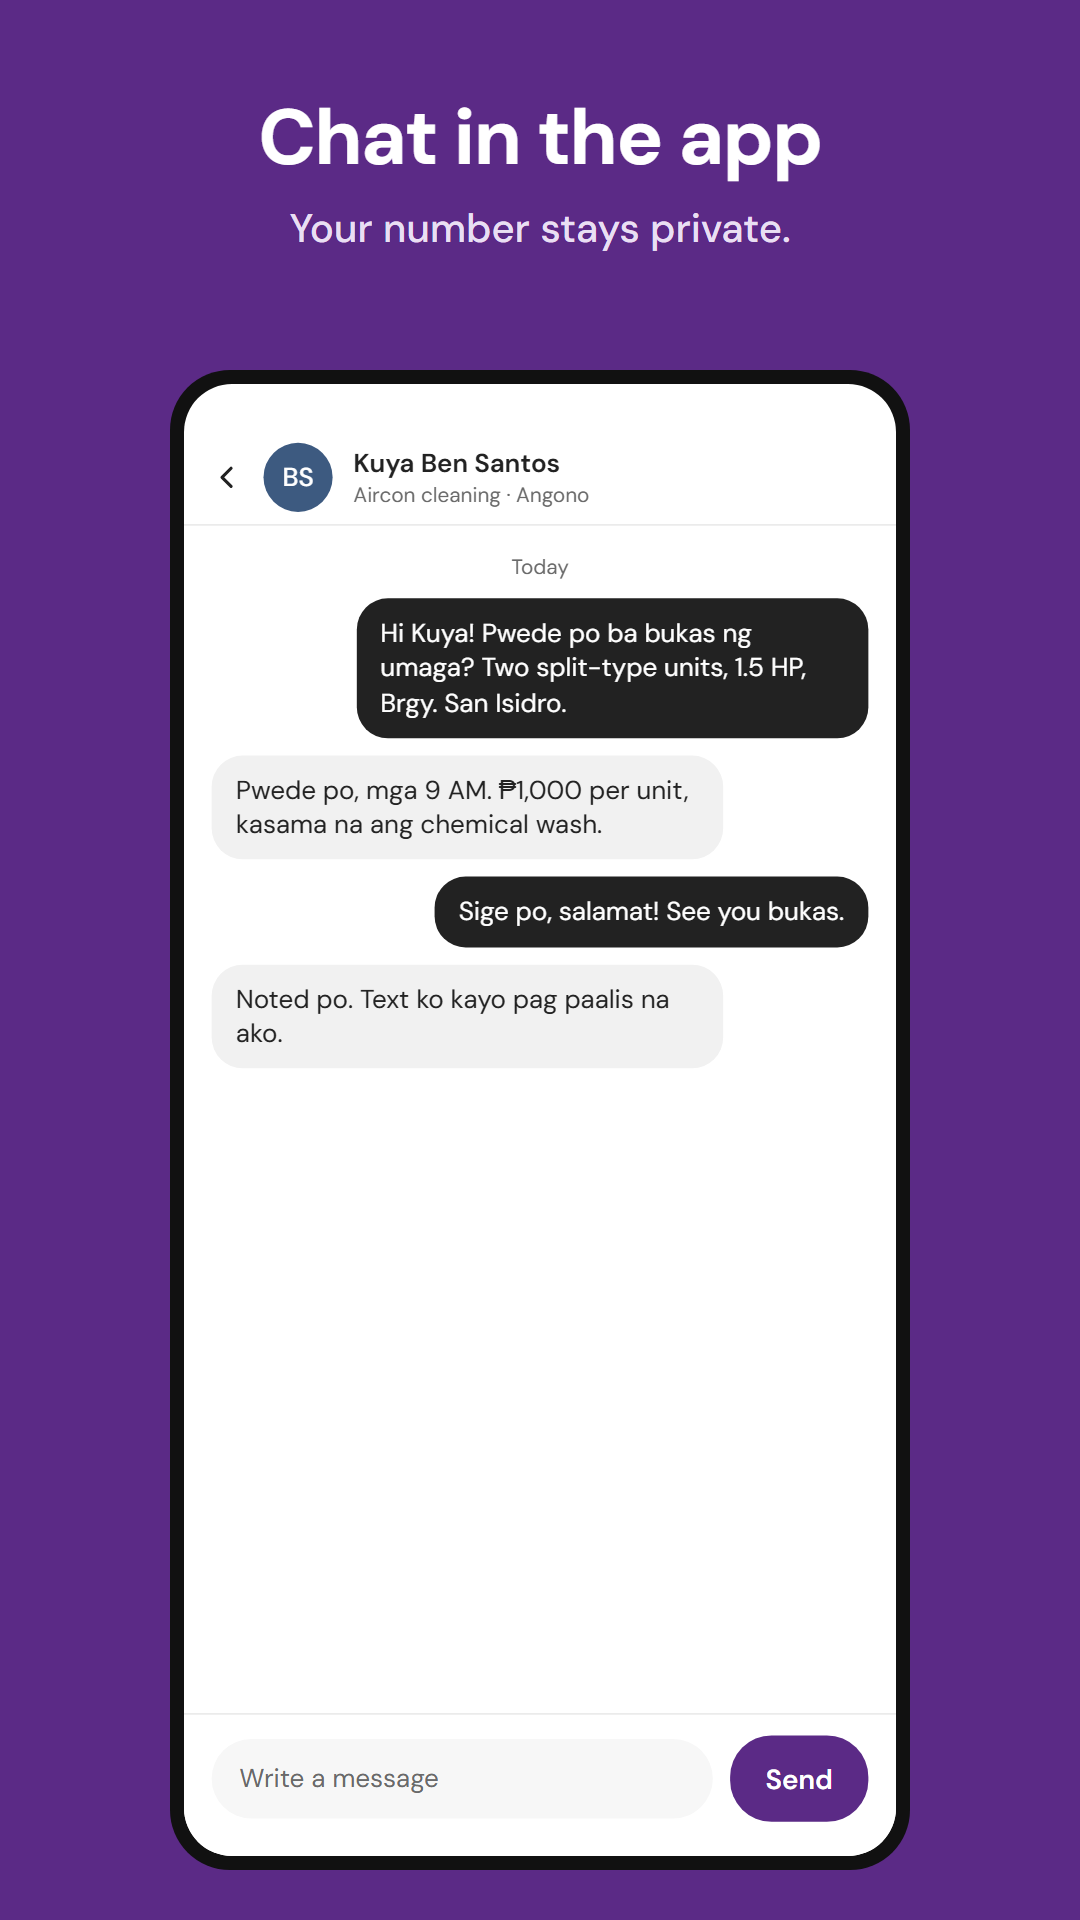 Chat in the app
Your number stays private.
BS
Kuya Ben Santos
Aircon cleaning · Angono
Today
Hi Kuya! Pwede po ba bukas ng
umaga? Two split-type units, 1.5 HP,
Brgy. San Isidro.
Pwede po, mga 9 AM. ₱1,000 per unit,
kasama na ang chemical wash.
Sige po, salamat! See you bukas.
Noted po. Text ko kayo pag paalis na
ako.
Write a message
Send